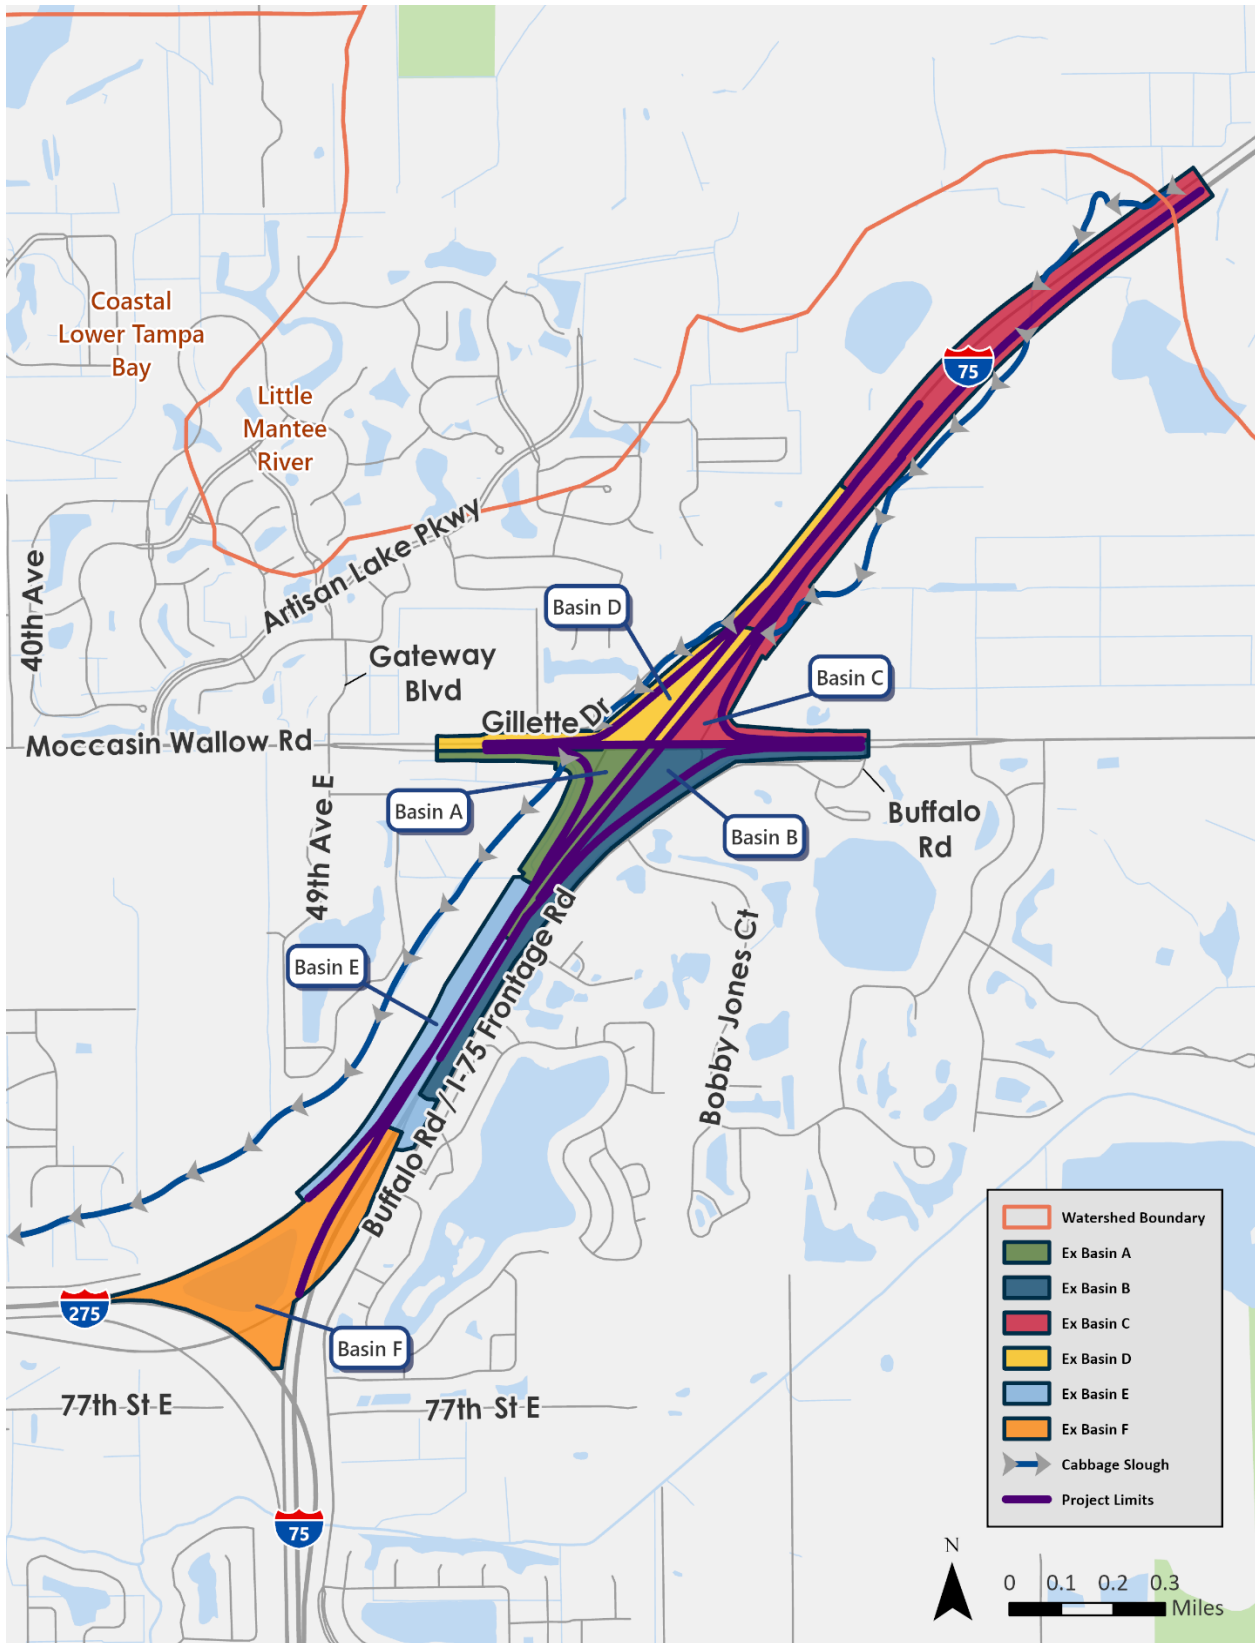 Coastal
Lower Tampa
Bay
Little
Mantee
River
75
Artisan Lake Pkwy
40th Ave
Basin D
Gateway
Blvd
Basin C
Gillette Dr
Moccasin Wallow Rd
Basin A
Buffalo
Rd
Basin B
49th Ave E
Basin E
Buffalo Rd / I-75 Frontage Rd
Bobby Jones Ct
275
Basin F
77th St E
77th St E
75
Watershed Boundary
Ex Basin A
Ex Basin B
Ex Basin C
Ex Basin D
Ex Basin E
Ex Basin F
Cabbage Slough
Project Limits
N
0 0.1 0.2 0.3
Miles